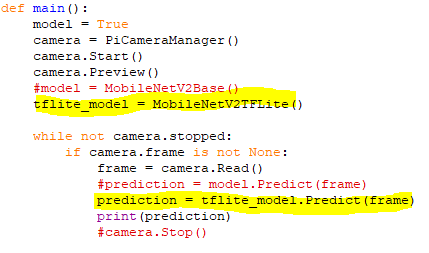 def main():
    model = True
    camera = PiCameraManager()
    camera.Start()
    camera.Preview()
    #model = MobileNetV2Base()
    tflite_model = MobileNetV2TFLite()

    while not camera.stopped:
        if camera.frame is not None:
            frame = camera.Read()
            #prediction = model.Predict(frame)
            prediction = tflite_model.Predict(frame)
            print(prediction)
            #camera.Stop()